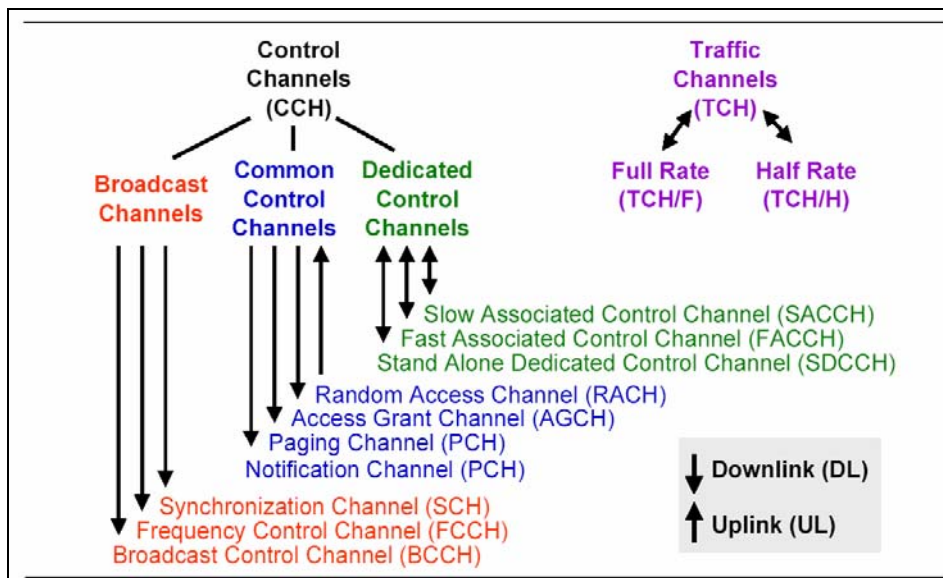 Control
Channels
(CCH)
Traffic
Channels
(TCH)
Broadcast
Channels
Common
Control
Channels
Dedicated
Control
Channels
Full Rate
(TCH/F)
Half Rate
(TCH/H)
Slow Associated Control Channel (SACCH)
Fast Associated Control Channel (FACCH)
Stand Alone Dedicated Control Channel (SDCCH)
Random Access Channel (RACH)
Access Grant Channel (AGCH)
Paging Channel (PCH)
Notification Channel (PCH)
Synchronization Channel (SCH)
Frequency Control Channel (FCCH)
Broadcast Control Channel (BCCH)
Downlink (DL)
Uplink (UL)